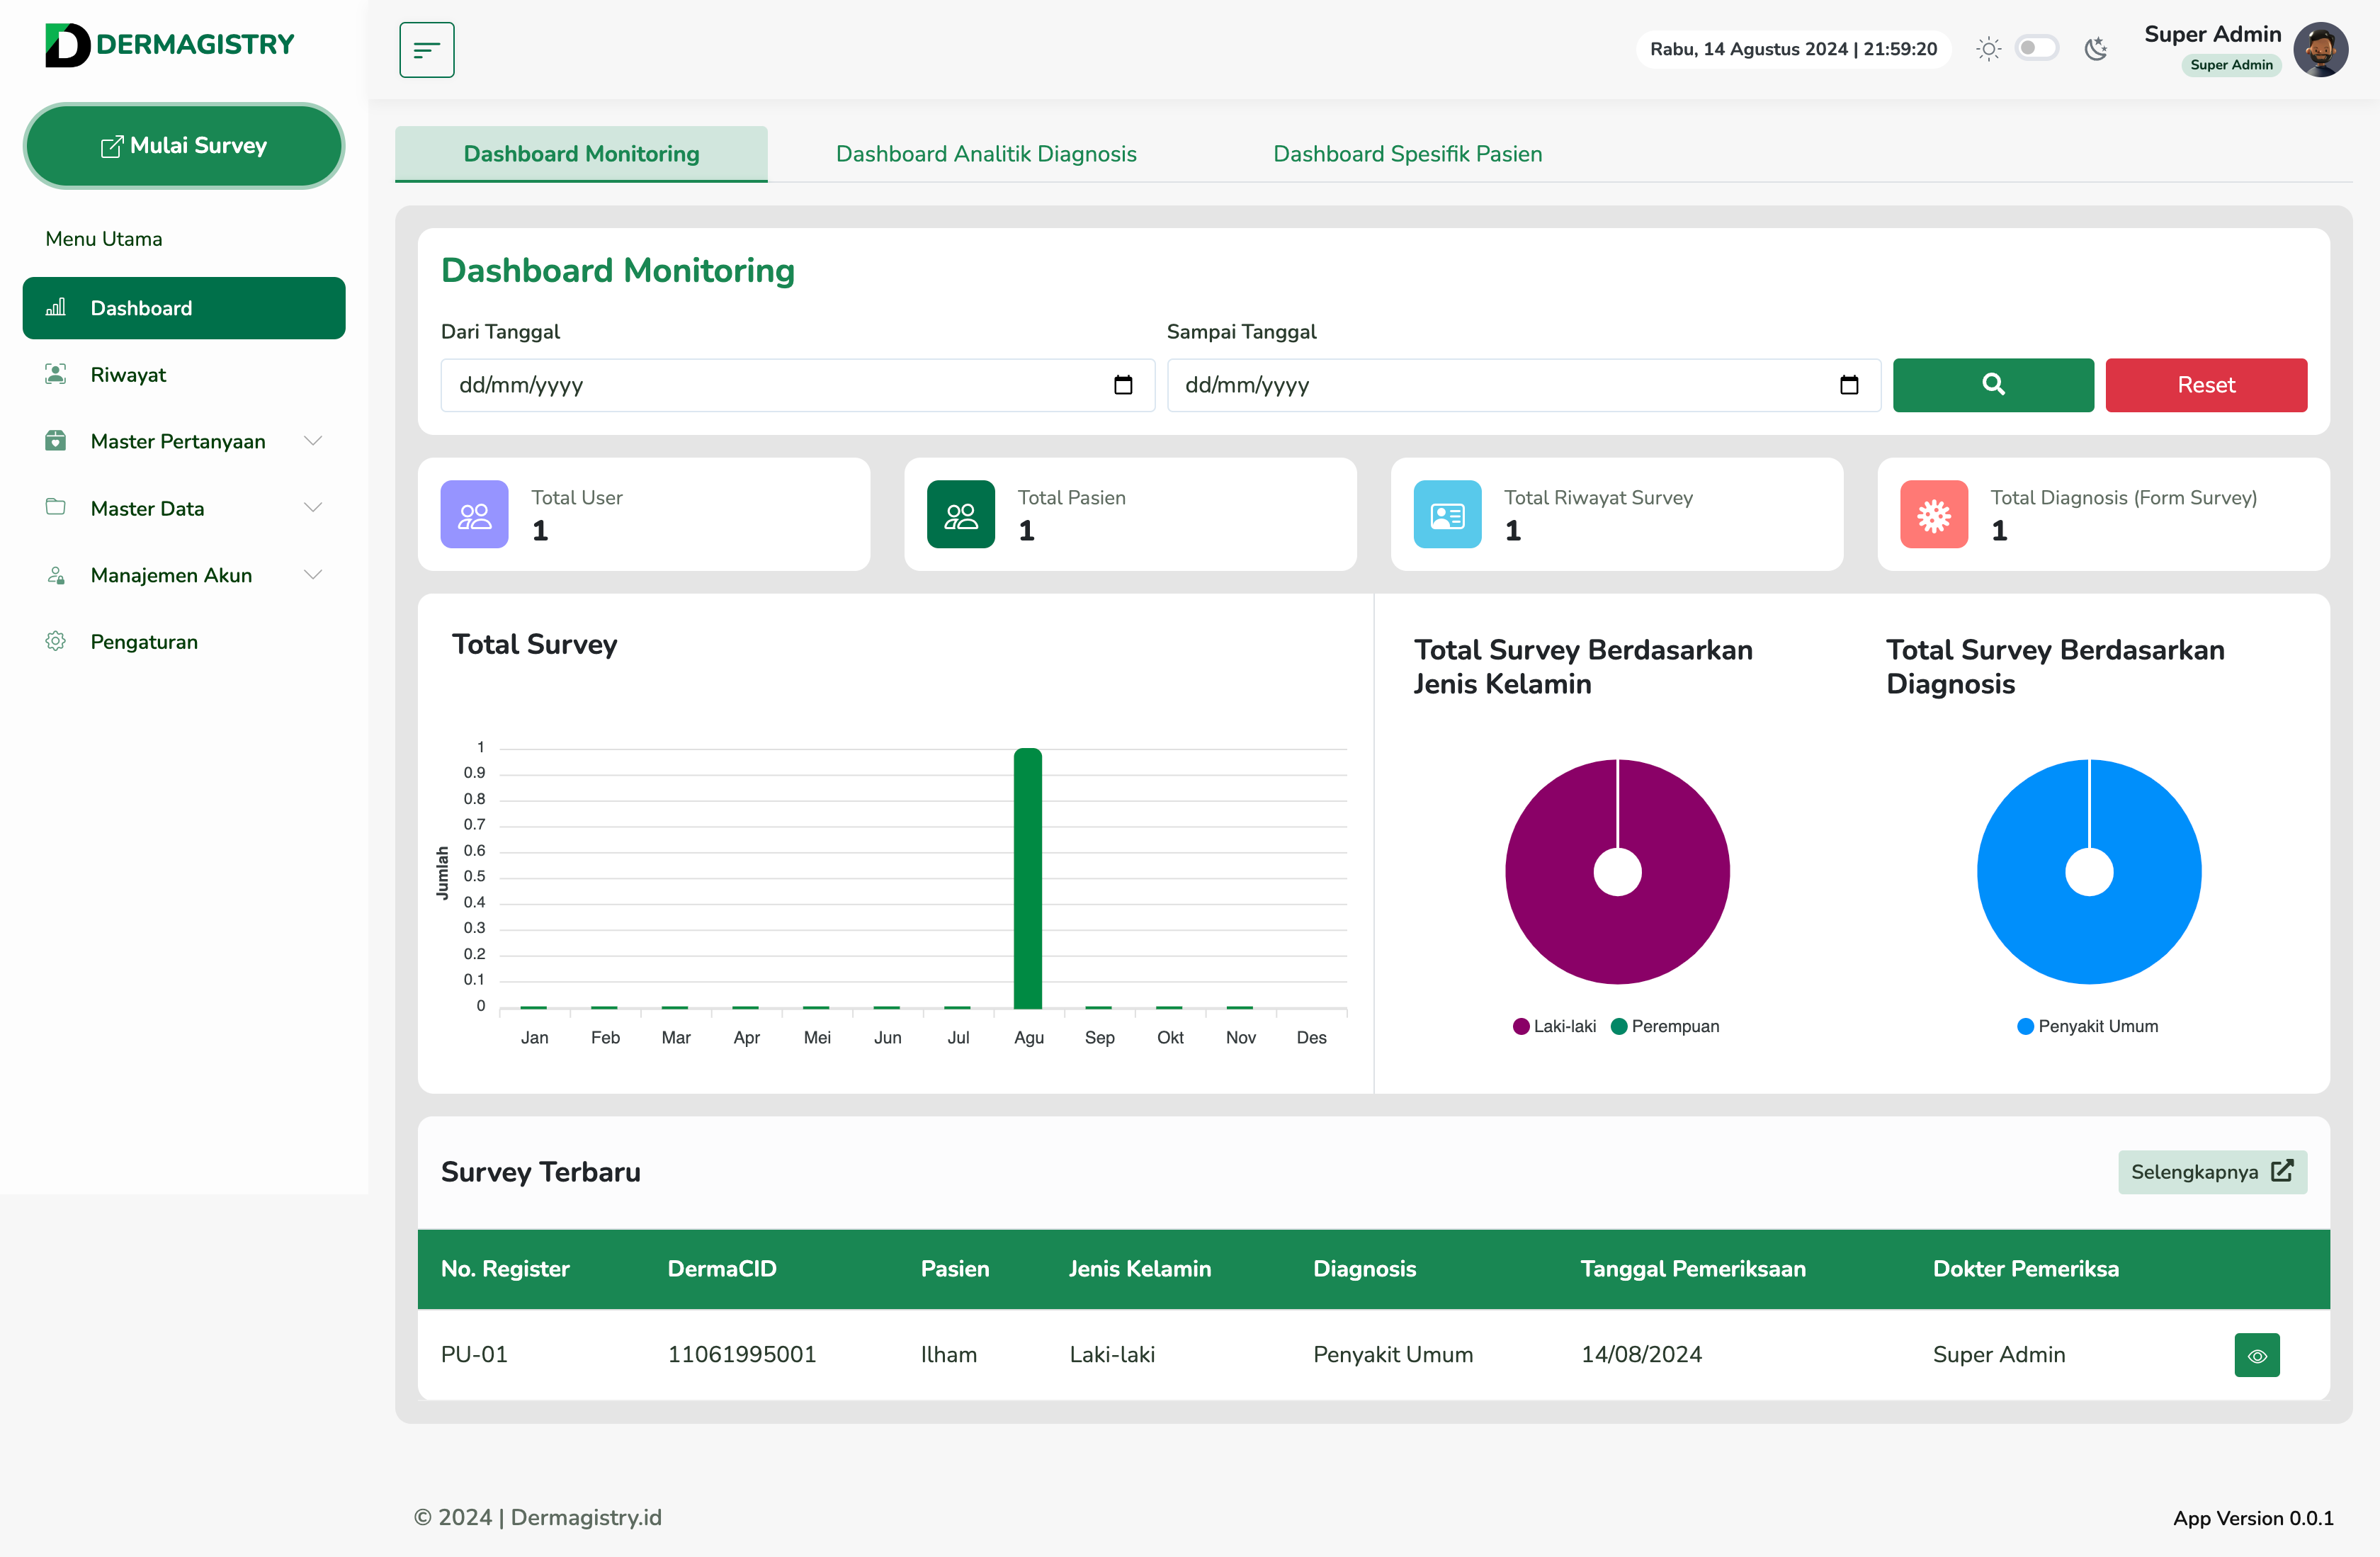 DERMAGISTRY
Rabu, 14 Agustus 2024 | 21:59:20
Super Admin
Super Admin
Mulai Survey
Menu Utama
Dashboard
Riwayat
Master Pertanyaan
Master Data
Manajemen Akun
Pengaturan
Dashboard Monitoring
Dashboard Analitik Diagnosis
Dashboard Spesifik Pasien
Dashboard Monitoring
Dari Tanggal
Sampai Tanggal
dd/mm/yyyy
dd/mm/yyyy
Reset
Total User
1
Total Pasien
1
Total Riwayat Survey
1
Total Diagnosis (Form Survey)
1
Total Survey
Jumlah
1
0.9
0.8
0.7
0.6
0.5
0.4
0.3
0.2
0.1
0
Jan Feb Mar Apr Mei Jun Jul Agu Sep Okt Nov Des
Total Survey Berdasarkan
Jenis Kelamin
Laki-laki Perempuan
Total Survey Berdasarkan
Diagnosis
Penyakit Umum
Survey Terbaru
Selengkapnya
No. Register DermaCID Pasien Jenis Kelamin Diagnosis Tanggal Pemeriksaan Dokter Pemeriksa
PU-01 11061995001 Ilham Laki-laki Penyakit Umum 14/08/2024 Super Admin
© 2024 | Dermagistry.id
App Version 0.0.1